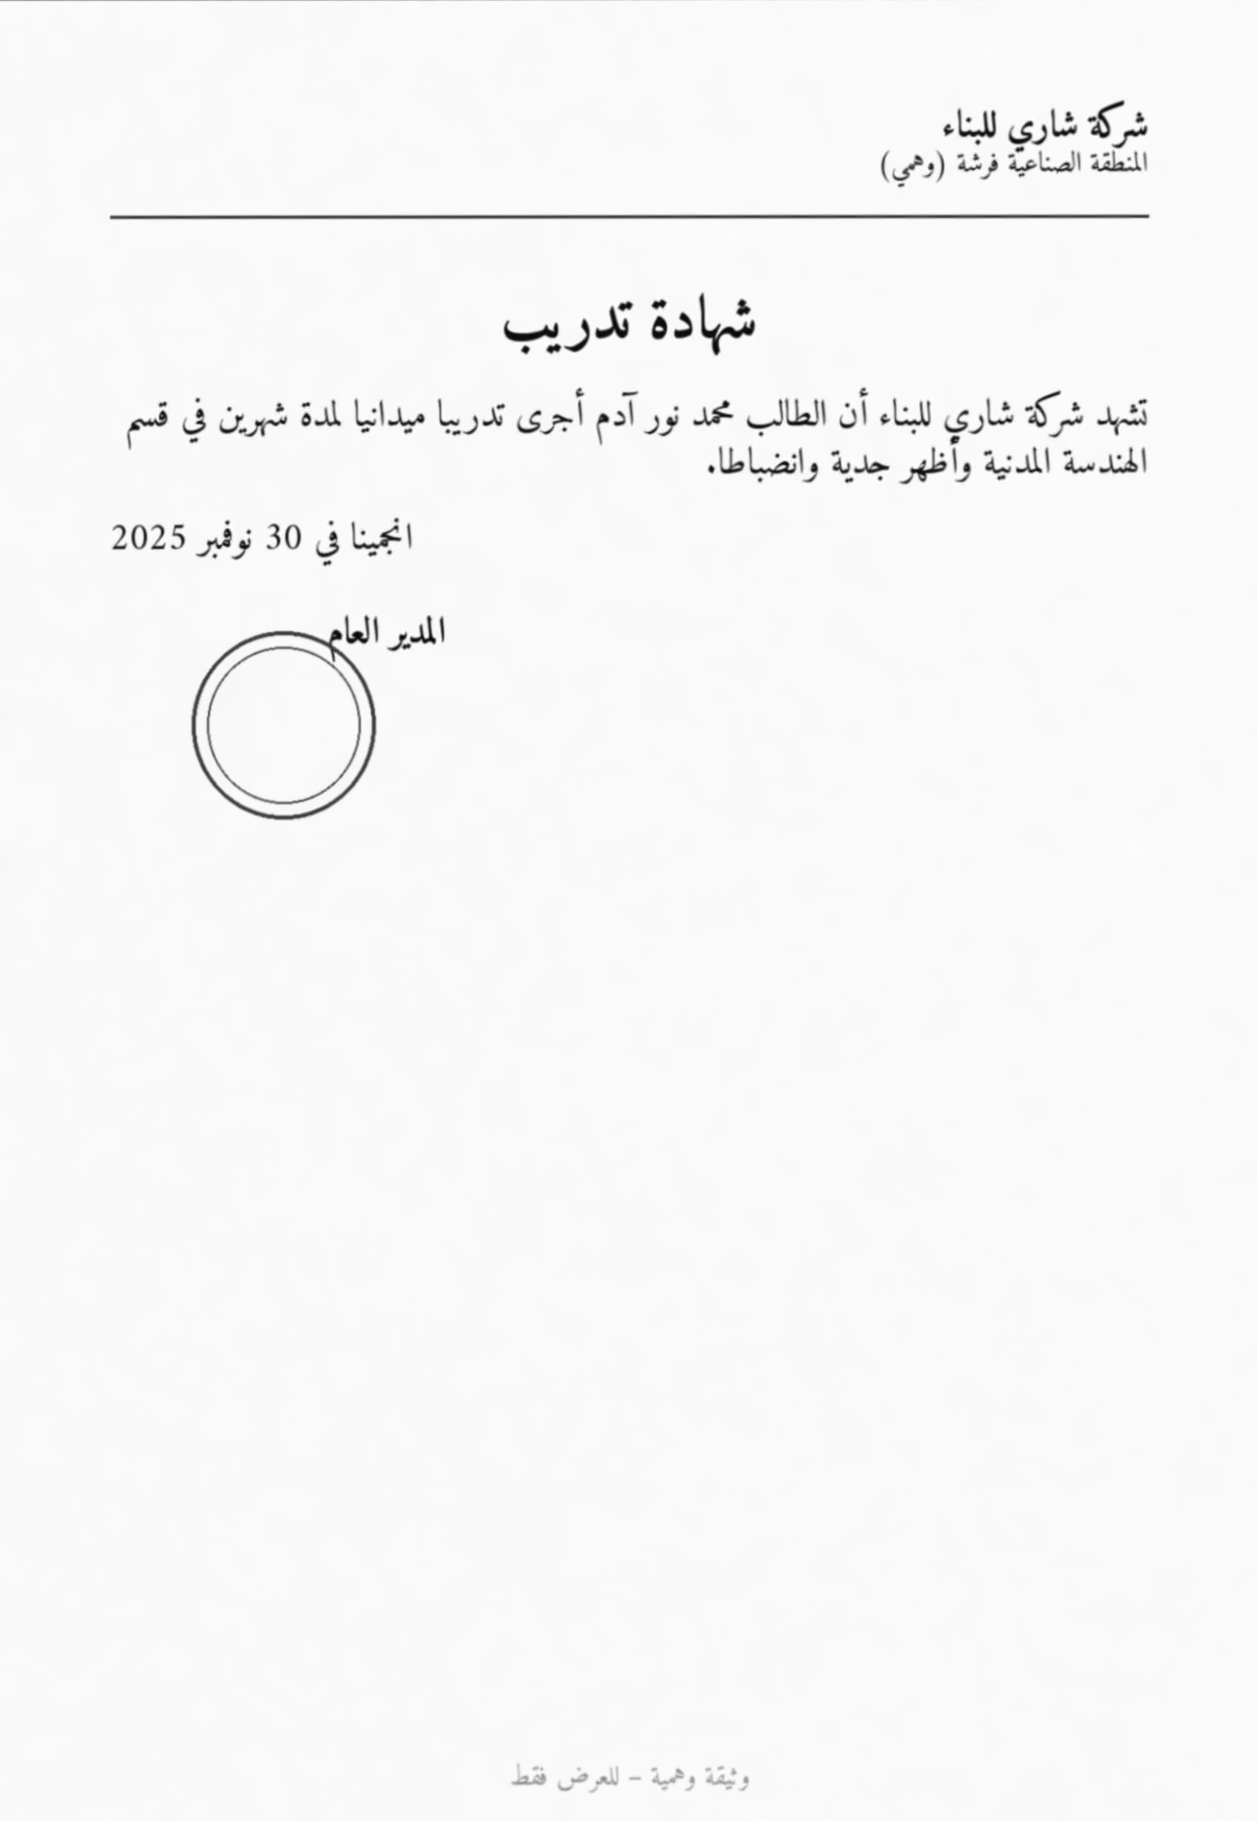 شركة شاري للبناء
المنطقة الصناعية فرشة (وهمي)
شهادة تدريب
تشهد شركة شاري للبناء أن الطالب محمد نور آدم أجرى تدريبا ميدانيا لمدة شهرين في قسم
الهندسة المدنية وأظهر جدية وانضباطا.
انجمينا في 30 نوفمبر 2025
المدير العام
وثيقة وهمية – للعرض فقط